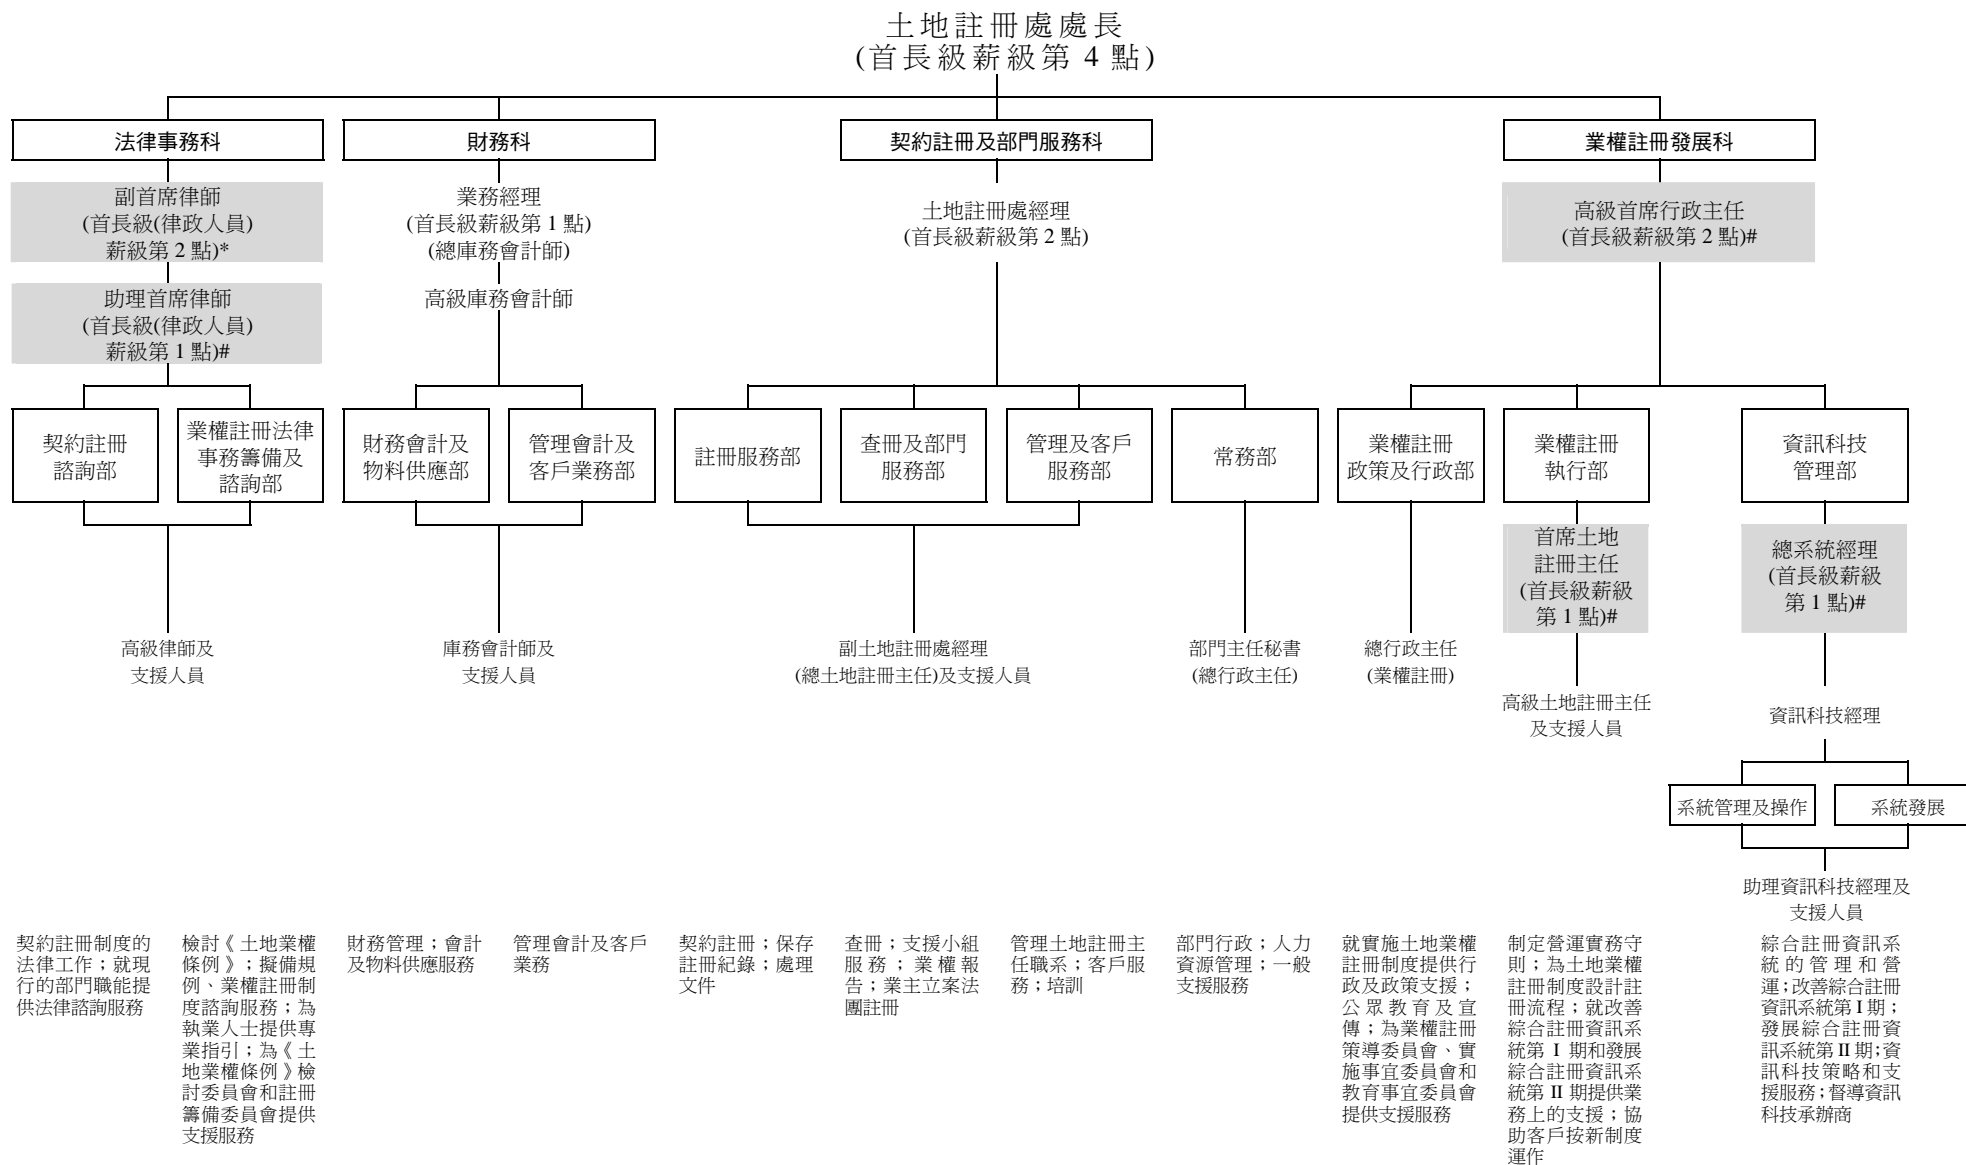 土地註冊處處長
(首長級薪級第 4 點)
法律事務科
財務科
契約註冊及部門服務科
業權註冊發展科
副首席律師
(首長級(律政人員)
薪級第 2 點)*
業務經理
(首長級薪級第 1 點)
(總庫務會計師)
土地註冊處經理
(首長級薪級第 2 點)
高級首席行政主任
(首長級薪級第 2 點)#
助理首席律師
(首長級(律政人員)
薪級第 1 點)#
高級庫務會計師
契約註冊
諮詢部
業權註冊法律
事務籌備及
諮詢部
財務會計及
物料供應部
管理會計及
客戶業務部
註冊服務部
查冊及部門
服務部
管理及客戶
服務部
常務部
業權註冊
政策及行政部
業權註冊
執行部
資訊科技
管理部
首席土地
註冊主任
(首長級薪級
第 1 點)#
總系統經理
(首長級薪級
第 1 點)#
高級律師及
支援人員
庫務會計師及
支援人員
副土地註冊處經理
(總土地註冊主任)及支援人員
部門主任秘書
(總行政主任)
總行政主任
(業權註冊)
高級土地註冊主任
及支援人員
資訊科技經理
系統管理及操作
系統發展
助理資訊科技經理及
支援人員
契約註冊制度的
法律工作；就現
行的部門職能提
供法律諮詢服務
檢討《土地業權
條例》；擬備規
例、業權註冊制
度諮詢服務；為
執業人士提供專
業指引；為《土
地業權條例》檢
討委員會和註冊
籌備委員會提供
支援服務
財務管理；會計
及物料供應服務
管理會計及客戶
業務
契約註冊；保存
註冊紀錄；處理
文件
查冊；支援小組
服務；業權報
告；業主立案法
團註冊
管理土地註冊主
任職系；客戶服
務；培訓
部門行政；人力
資源管理；一般
支援服務
就實施土地業權
註冊制度提供行
政及政策支援；
公眾教育及宣
傳；為業權註冊
策導委員會、實
施事宜委員會和
教育事宜委員會
提供支援服務
制定營運實務守
則；為土地業權
註冊制度設計註
冊流程；就改善
綜合註冊資訊系
統第 I 期和發展
綜合註冊資訊系
統第 II 期提供業
務上的支援；協
助客戶按新制度
運作
綜合註冊資訊系
統的管理和營
運；改善綜合註冊
資訊系統第 I 期；
發展綜合註冊資
訊系統第 II 期；資
訊科技策略和支
援服務；督導資訊
科技承辦商